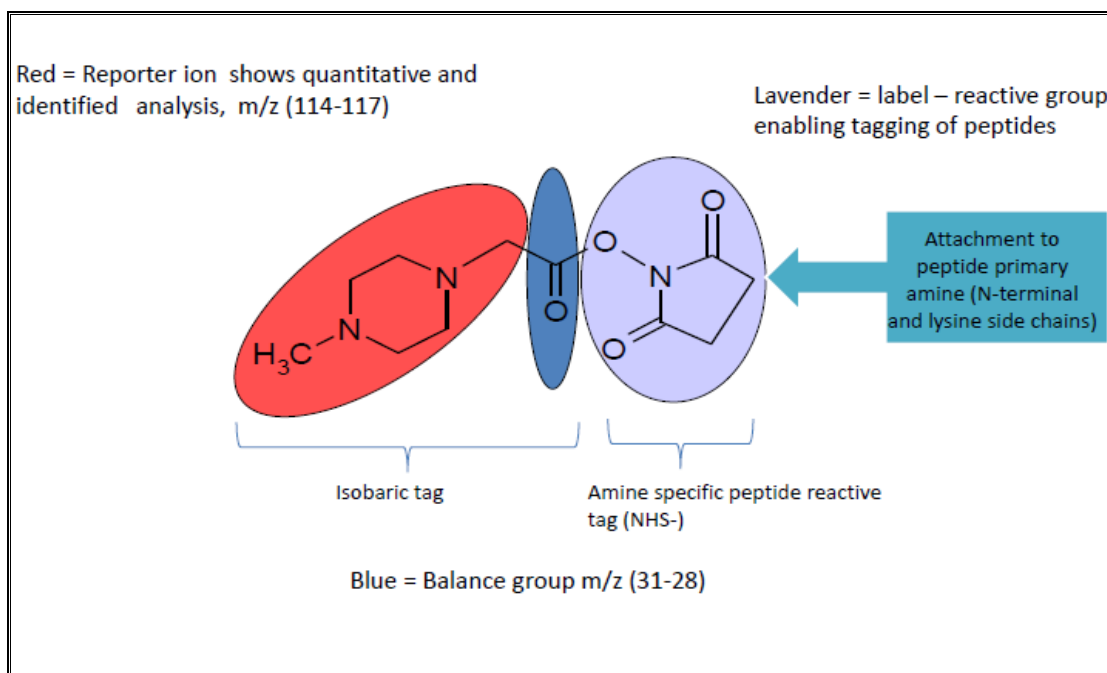 Red = Reporter ion shows quantitative and
identified analysis, m/z (114-117)
Lavender = label – reactive group
enabling tagging of peptides
O
O
N
N
O
N
O
H3C
Attachment to
peptide primary
amine (N-terminal
and lysine side chains)
Isobaric tag
Amine specific peptide reactive
tag (NHS-)
Blue = Balance group m/z (31-28)